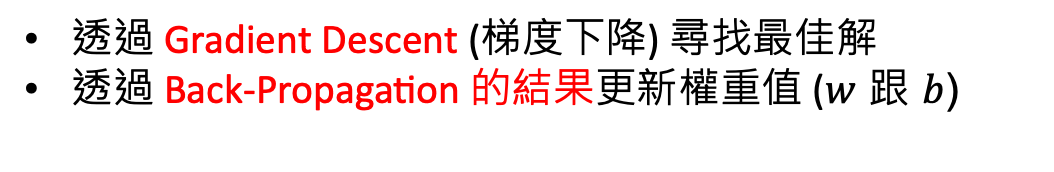 • 透過 Gradient Descent (梯度下降) 尋找最佳解
• 透過 Back-Propagation 的結果更新權重值 (w 跟 b)